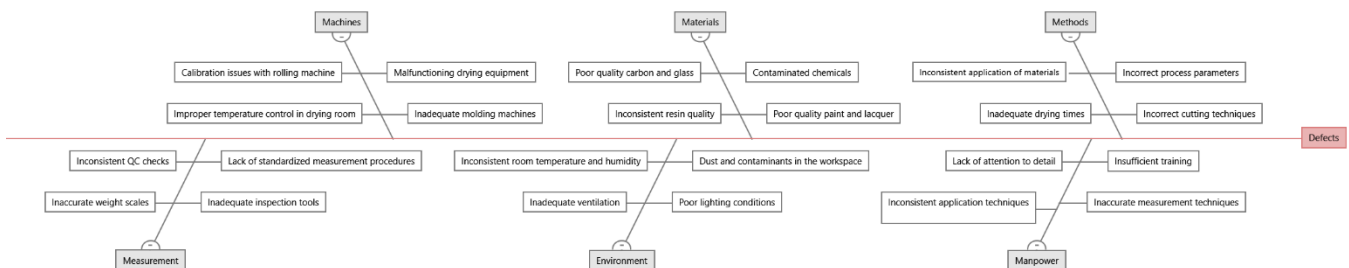 Machines
Materials
Methods
Calibration issues with rolling machine
Malfunctioning drying equipment
Poor quality carbon and glass
Contaminated chemicals
Inconsistent application of materials
Incorrect process parameters
Improper temperature control in drying room
Inadequate molding machines
Inconsistent resin quality
Poor quality paint and lacquer
Inadequate drying times
Incorrect cutting techniques
Defects
Inconsistent QC checks
Lack of standardized measurement procedures
Inconsistent room temperature and humidity
Dust and contaminants in the workspace
Lack of attention to detail
Insufficient training
Inaccurate weight scales
Inadequate inspection tools
Inadequate ventilation
Poor lighting conditions
Inconsistent application techniques
Inaccurate measurement techniques
Measurement
Environment
Manpower